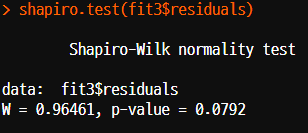 > shapiro.test(fit3$residuals)
Shapiro-Wilk normality test
data:  fit3$residuals
W = 0.96461, p-value = 0.0792